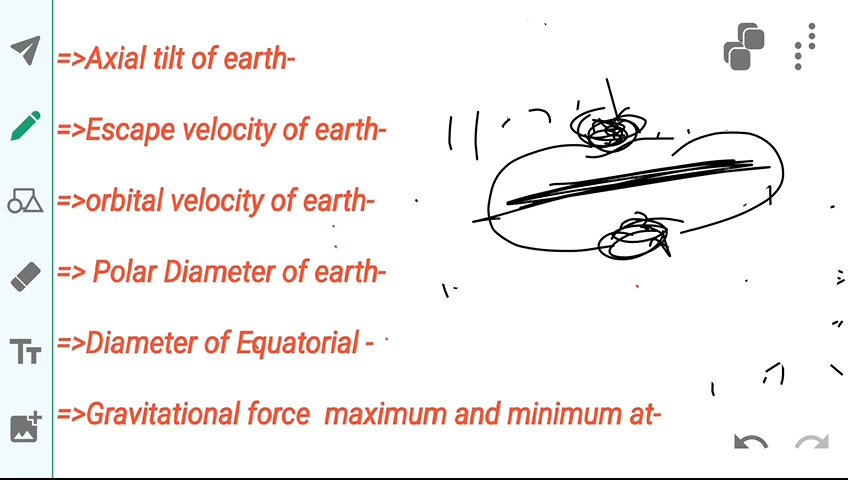 =>Axial tilt of earth-
=>Escape velocity of earth-
=>orbital velocity of earth-
=> Polar Diameter of earth-
=>Diameter of Equatorial -
=>Gravitational force maximum and minimum at-
TT